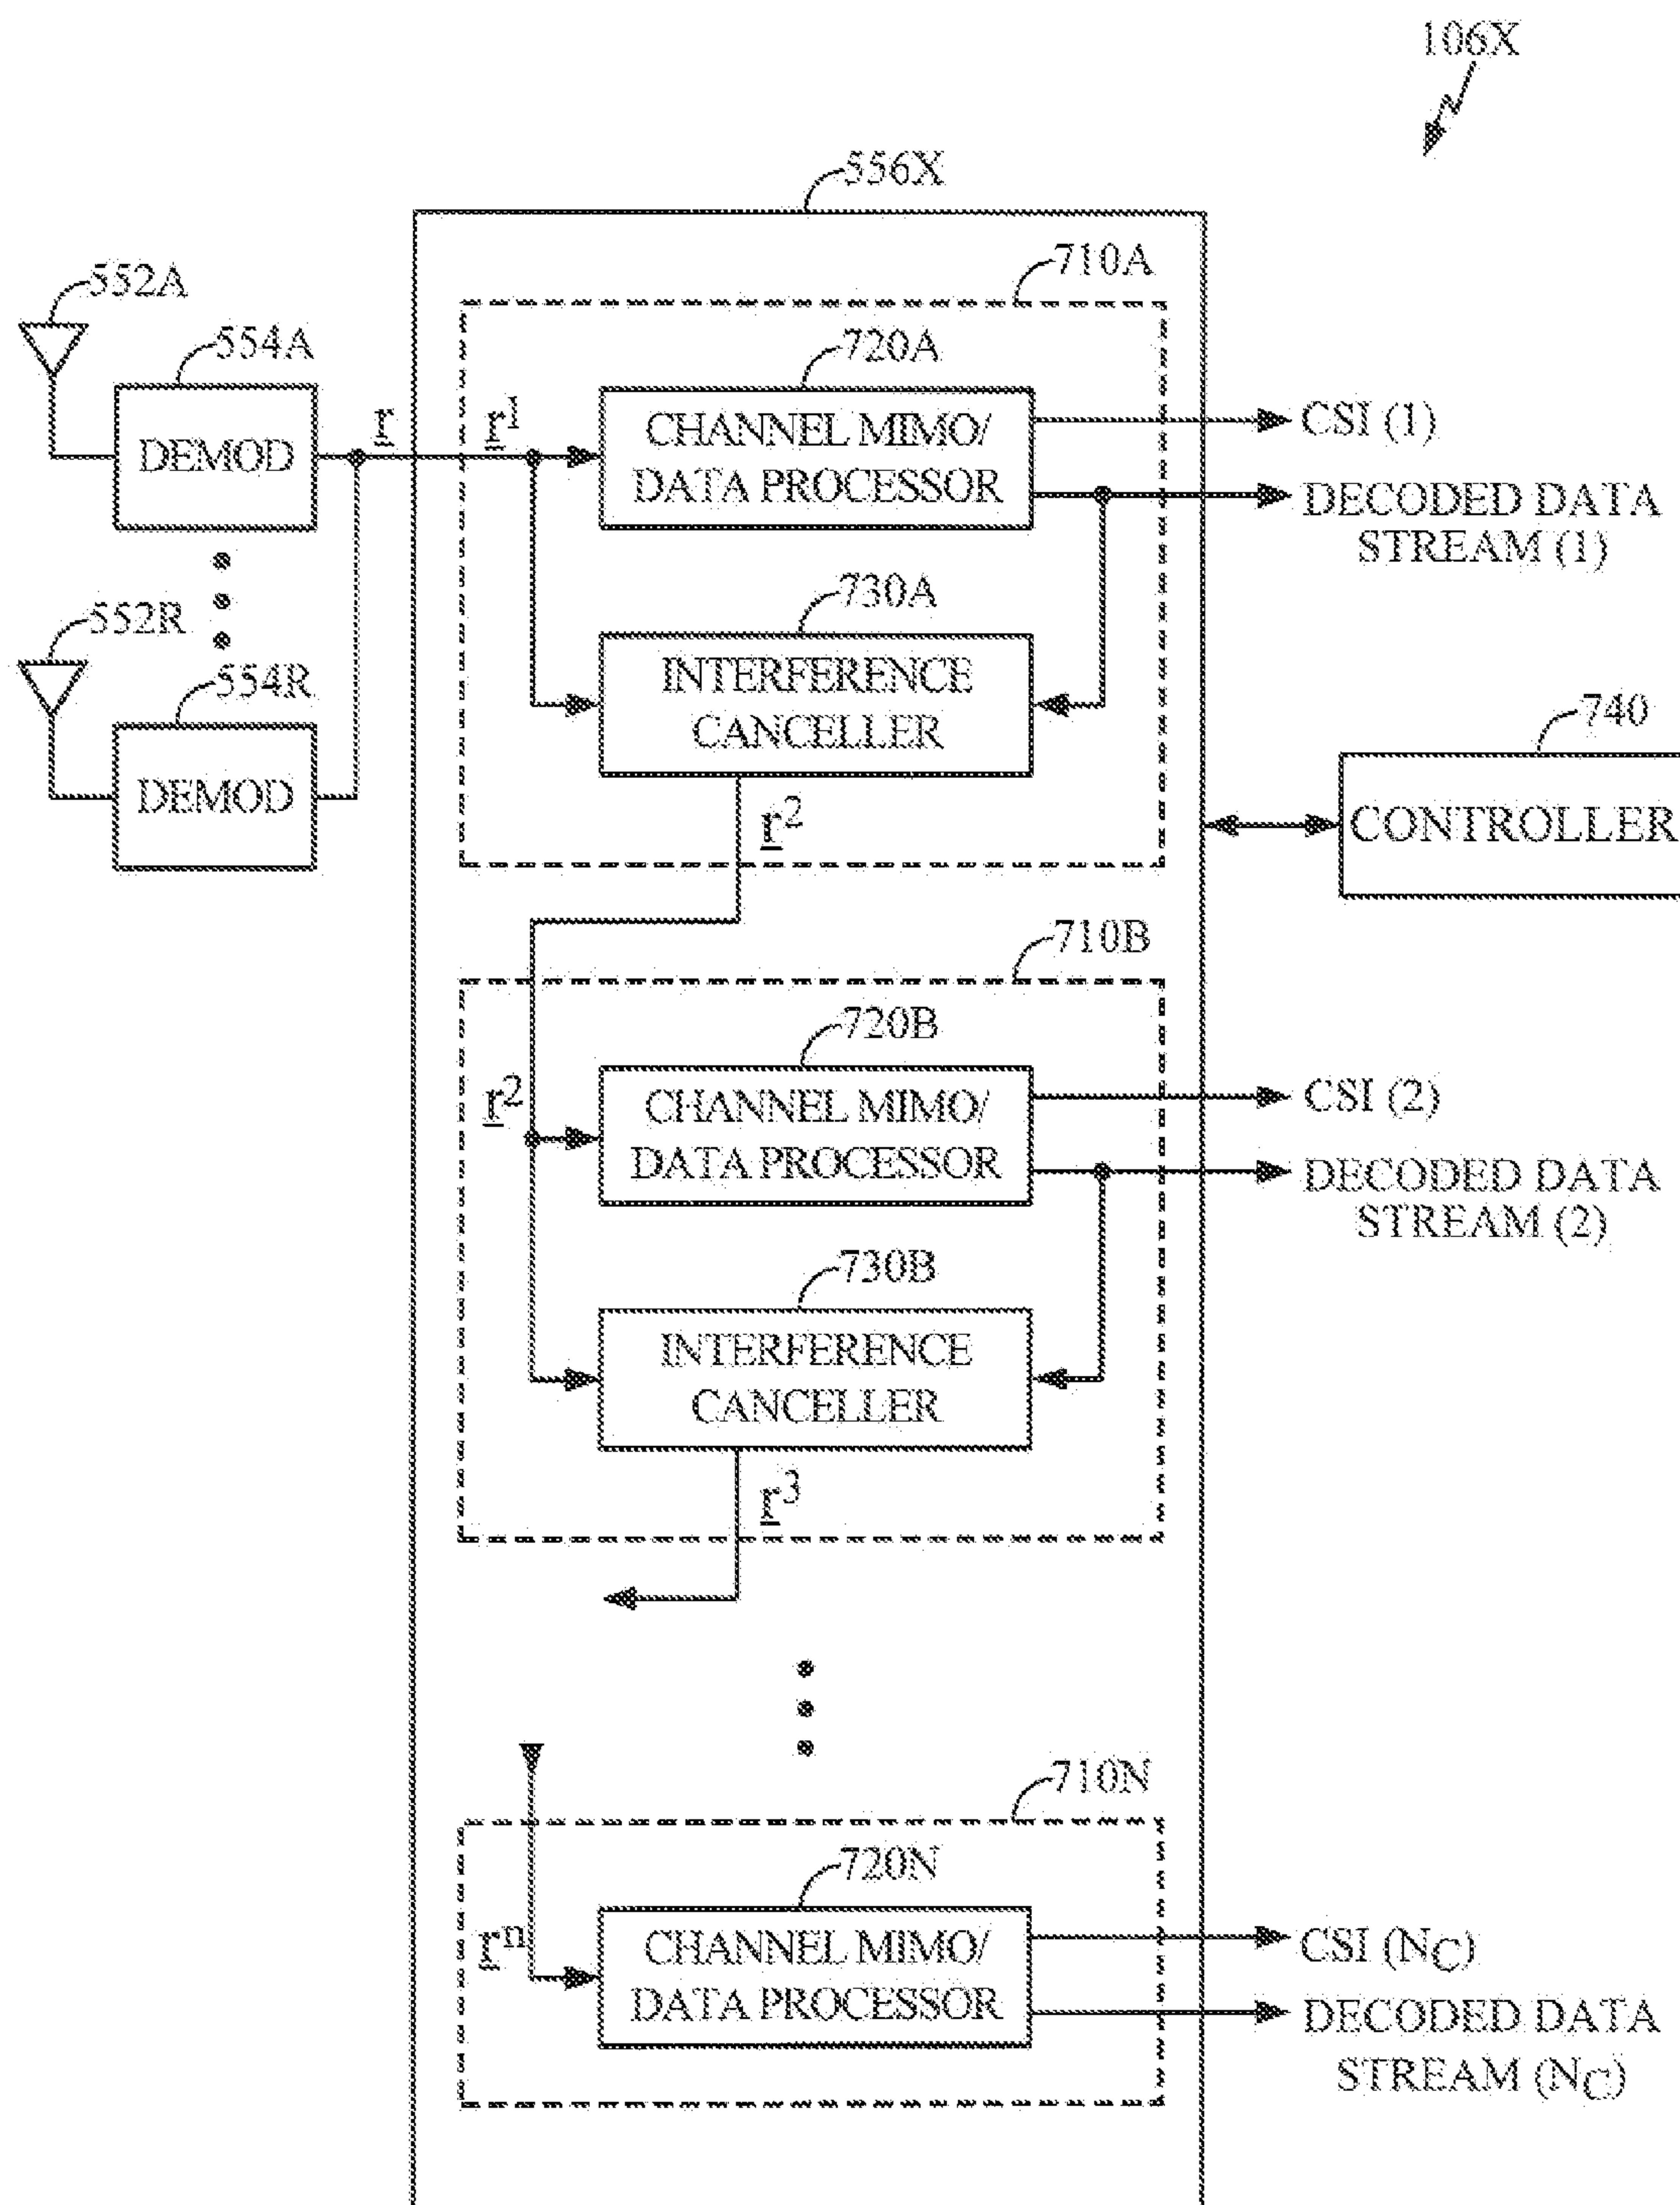 106X
556X
710A
552A
554A
720A
DEMOD
r
r¹
CHANNEL MIMO/
DATA PROCESSOR
CSI (1)
DECODED DATA
STREAM (1)
730A
552R
554R
DEMOD
INTERFERENCE
CANCELLER
r²
740
CONTROLLER
710B
720B
r²
CHANNEL MIMO/
DATA PROCESSOR
CSI (2)
DECODED DATA
STREAM (2)
730B
INTERFERENCE
CANCELLER
r³
710N
720N
rⁿ
CHANNEL MIMO/
DATA PROCESSOR
CSI (NC)
DECODED DATA
STREAM (NC)